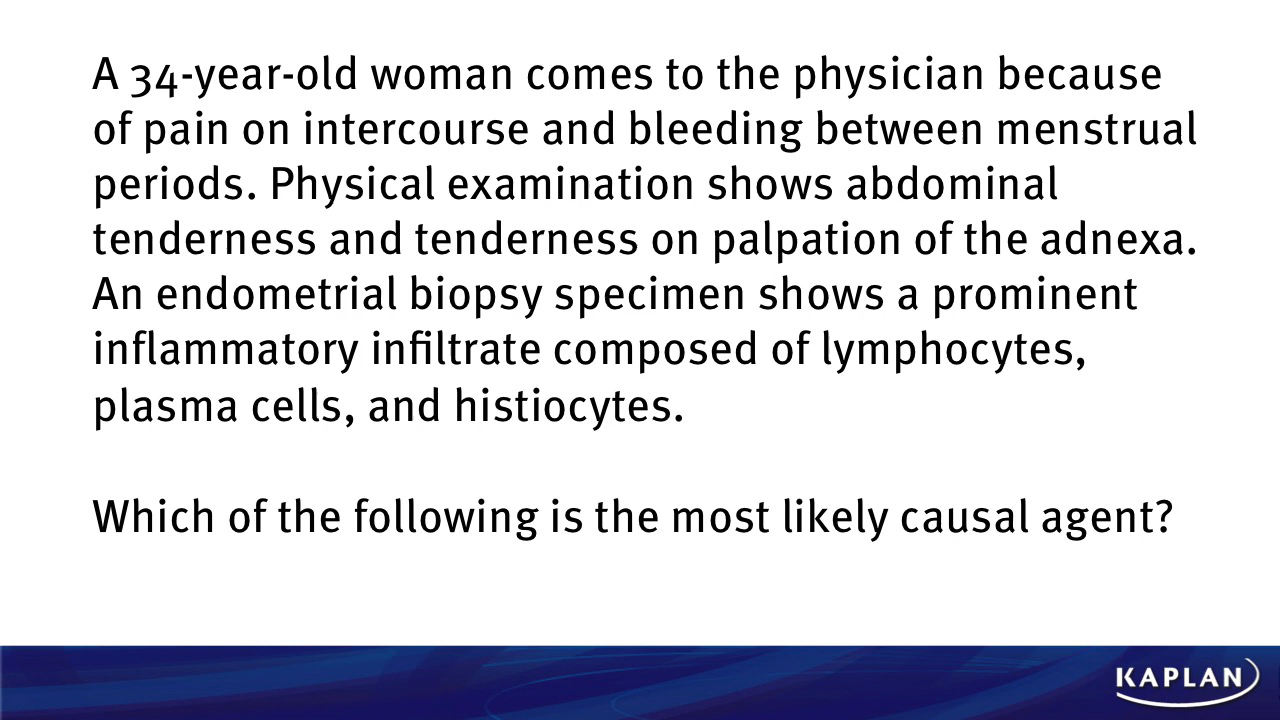 A 34-year-old woman comes to the physician because
of pain on intercourse and bleeding between menstrual
periods. Physical examination shows abdominal
tenderness and tenderness on palpation of the adnexa.
An endometrial biopsy specimen shows a prominent
inflammatory infiltrate composed of lymphocytes,
plasma cells, and histiocytes.
Which of the following is the most likely causal agent?
KAPLAN